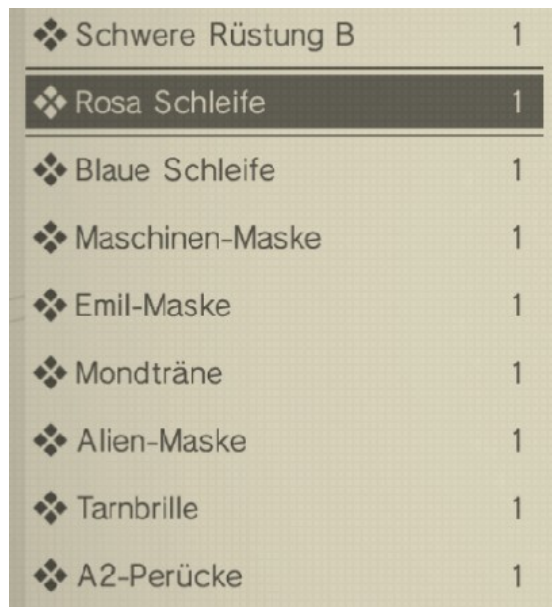 Schwere Rüstung B 1
Rosa Schleife 1
Blaue Schleife 1
Maschinen-Maske 1
Emil-Maske 1
Mondträne 1
Alien-Maske 1
Tarnbrille 1
A2-Perücke 1